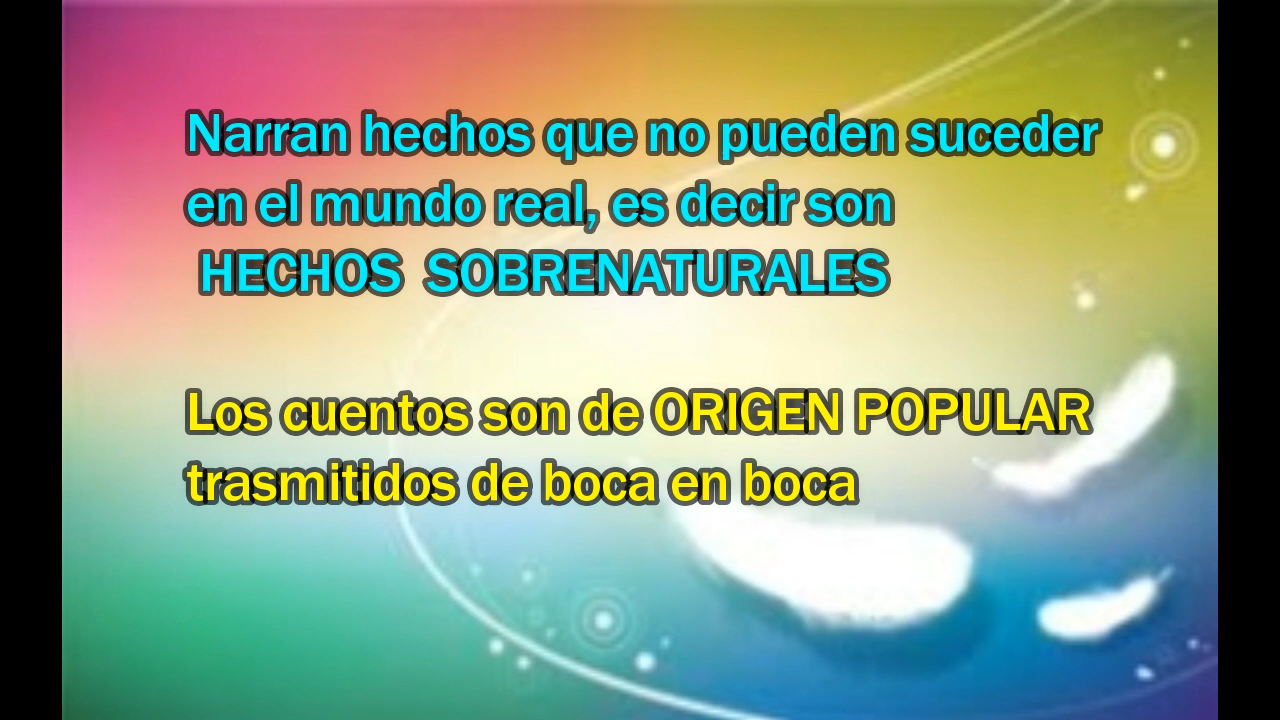 Narran hechos que no pueden suceder
en el mundo real, es decir son
HECHOS SOBRENATURALES
Los cuentos son de ORIGEN POPULAR
trasmitidos de boca en boca